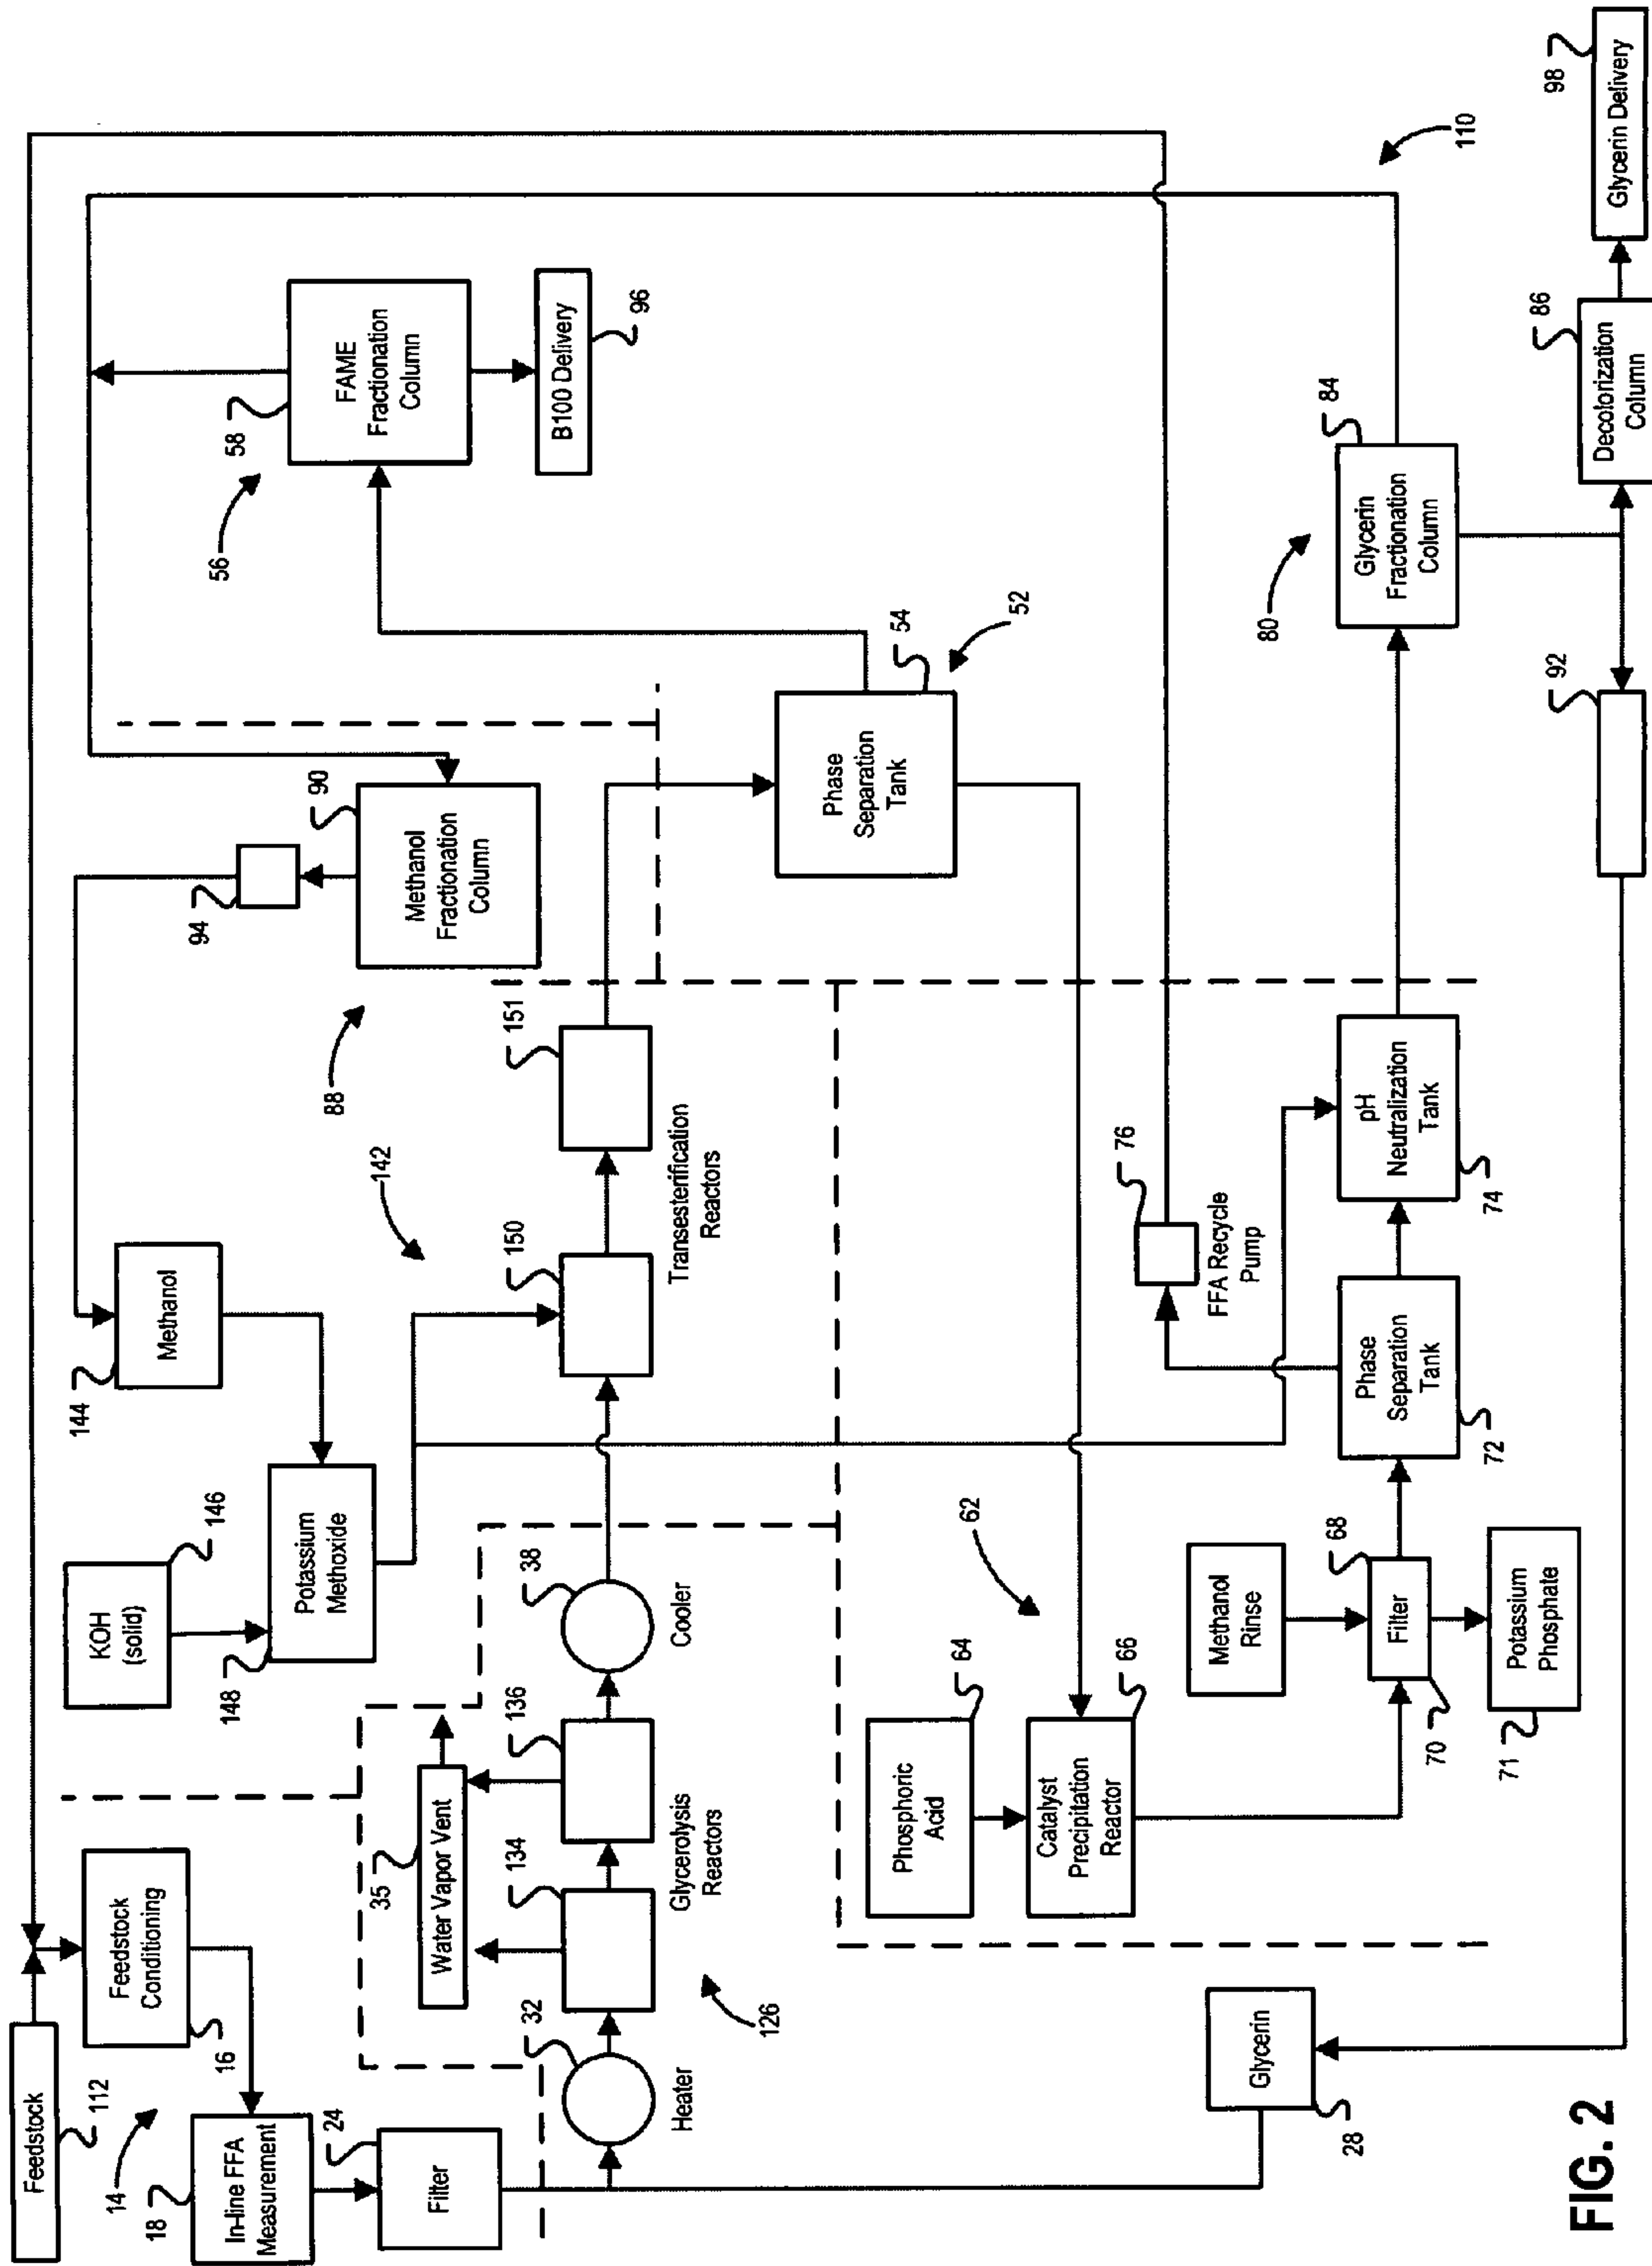 Feedstock
112
14
Feedstock
Conditioning
16
18
In-line FFA
Measurement
24
Filter
KOH
(solid)
146
144
Methanol
148
Potassium
Methoxide
94
90
Methanol
Fractionation
Column
88
56
58
FAME
Fractionation
Column
B100 Delivery
96
35
Water Vapor Vent
32
Heater
134
136
Glycerolysis
Reactors
126
38
Cooler
142
150
151
Transesterification
Reactors
Phase
Separation
Tank
54
52
62
64
Phosphoric
Acid
66
Catalyst
Precipitation
Reactor
Methanol
Rinse
68
Filter
70
71
Potassium
Phosphate
76
FFA Recycle
Pump
Phase
Separation
Tank
72
pH
Neutralization
Tank
74
80
84
Glycerin
Fractionation
Column
110
92
86
Decolorization
Column
98
Glycerin Delivery
Glycerin
28
FIG. 2